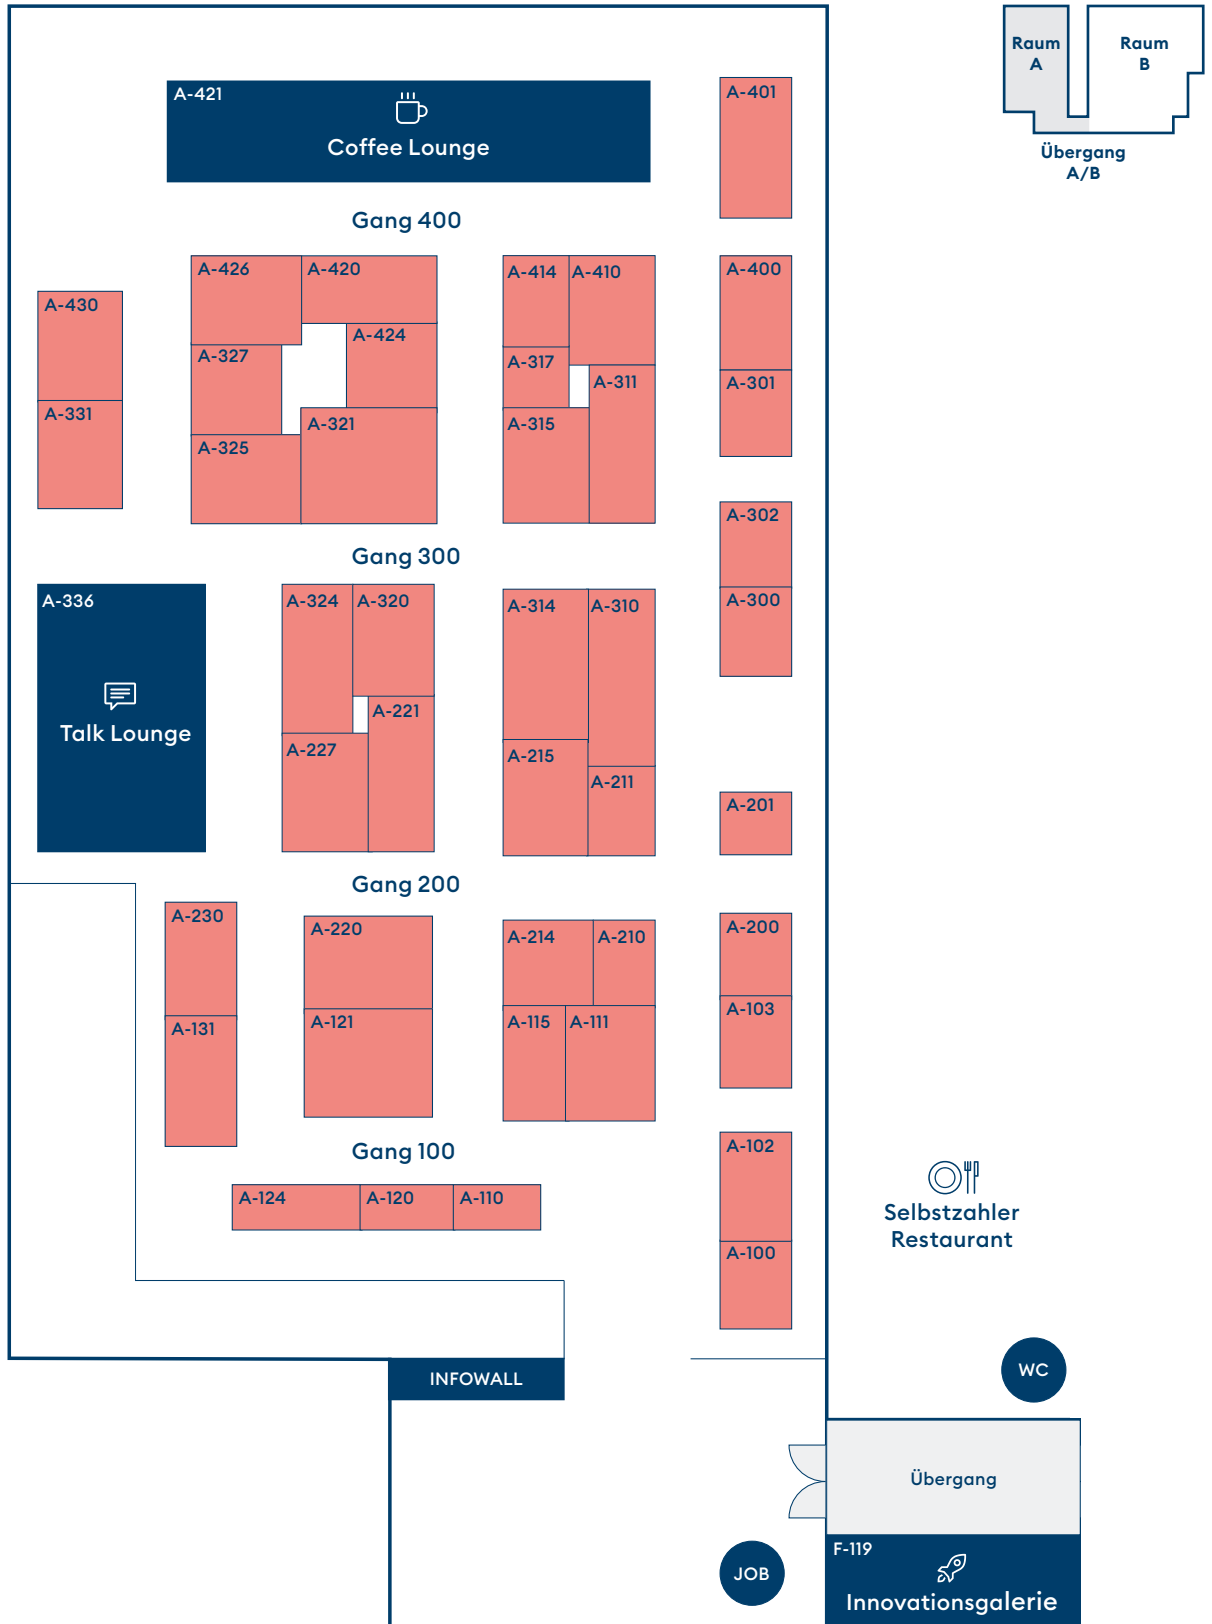 A-421
Coffee Lounge
A-401
Raum
A
Raum
B
Übergang
A/B
Gang 400
A-426
A-420
A-414
A-410
A-400
A-430
A-424
A-327
A-317
A-311
A-301
A-331
A-321
A-315
A-325
A-302
Gang 300
A-336
Talk Lounge
A-324
A-320
A-314
A-310
A-300
A-221
A-227
A-215
A-211
A-201
Gang 200
A-230
A-220
A-214
A-210
A-200
A-131
A-121
A-115
A-111
A-103
Gang 100
A-102
A-124
A-120
A-110
Selbstzahler
Restaurant
A-100
INFOWALL
WC
Übergang
JOB
F-119
Innovationsgalerie